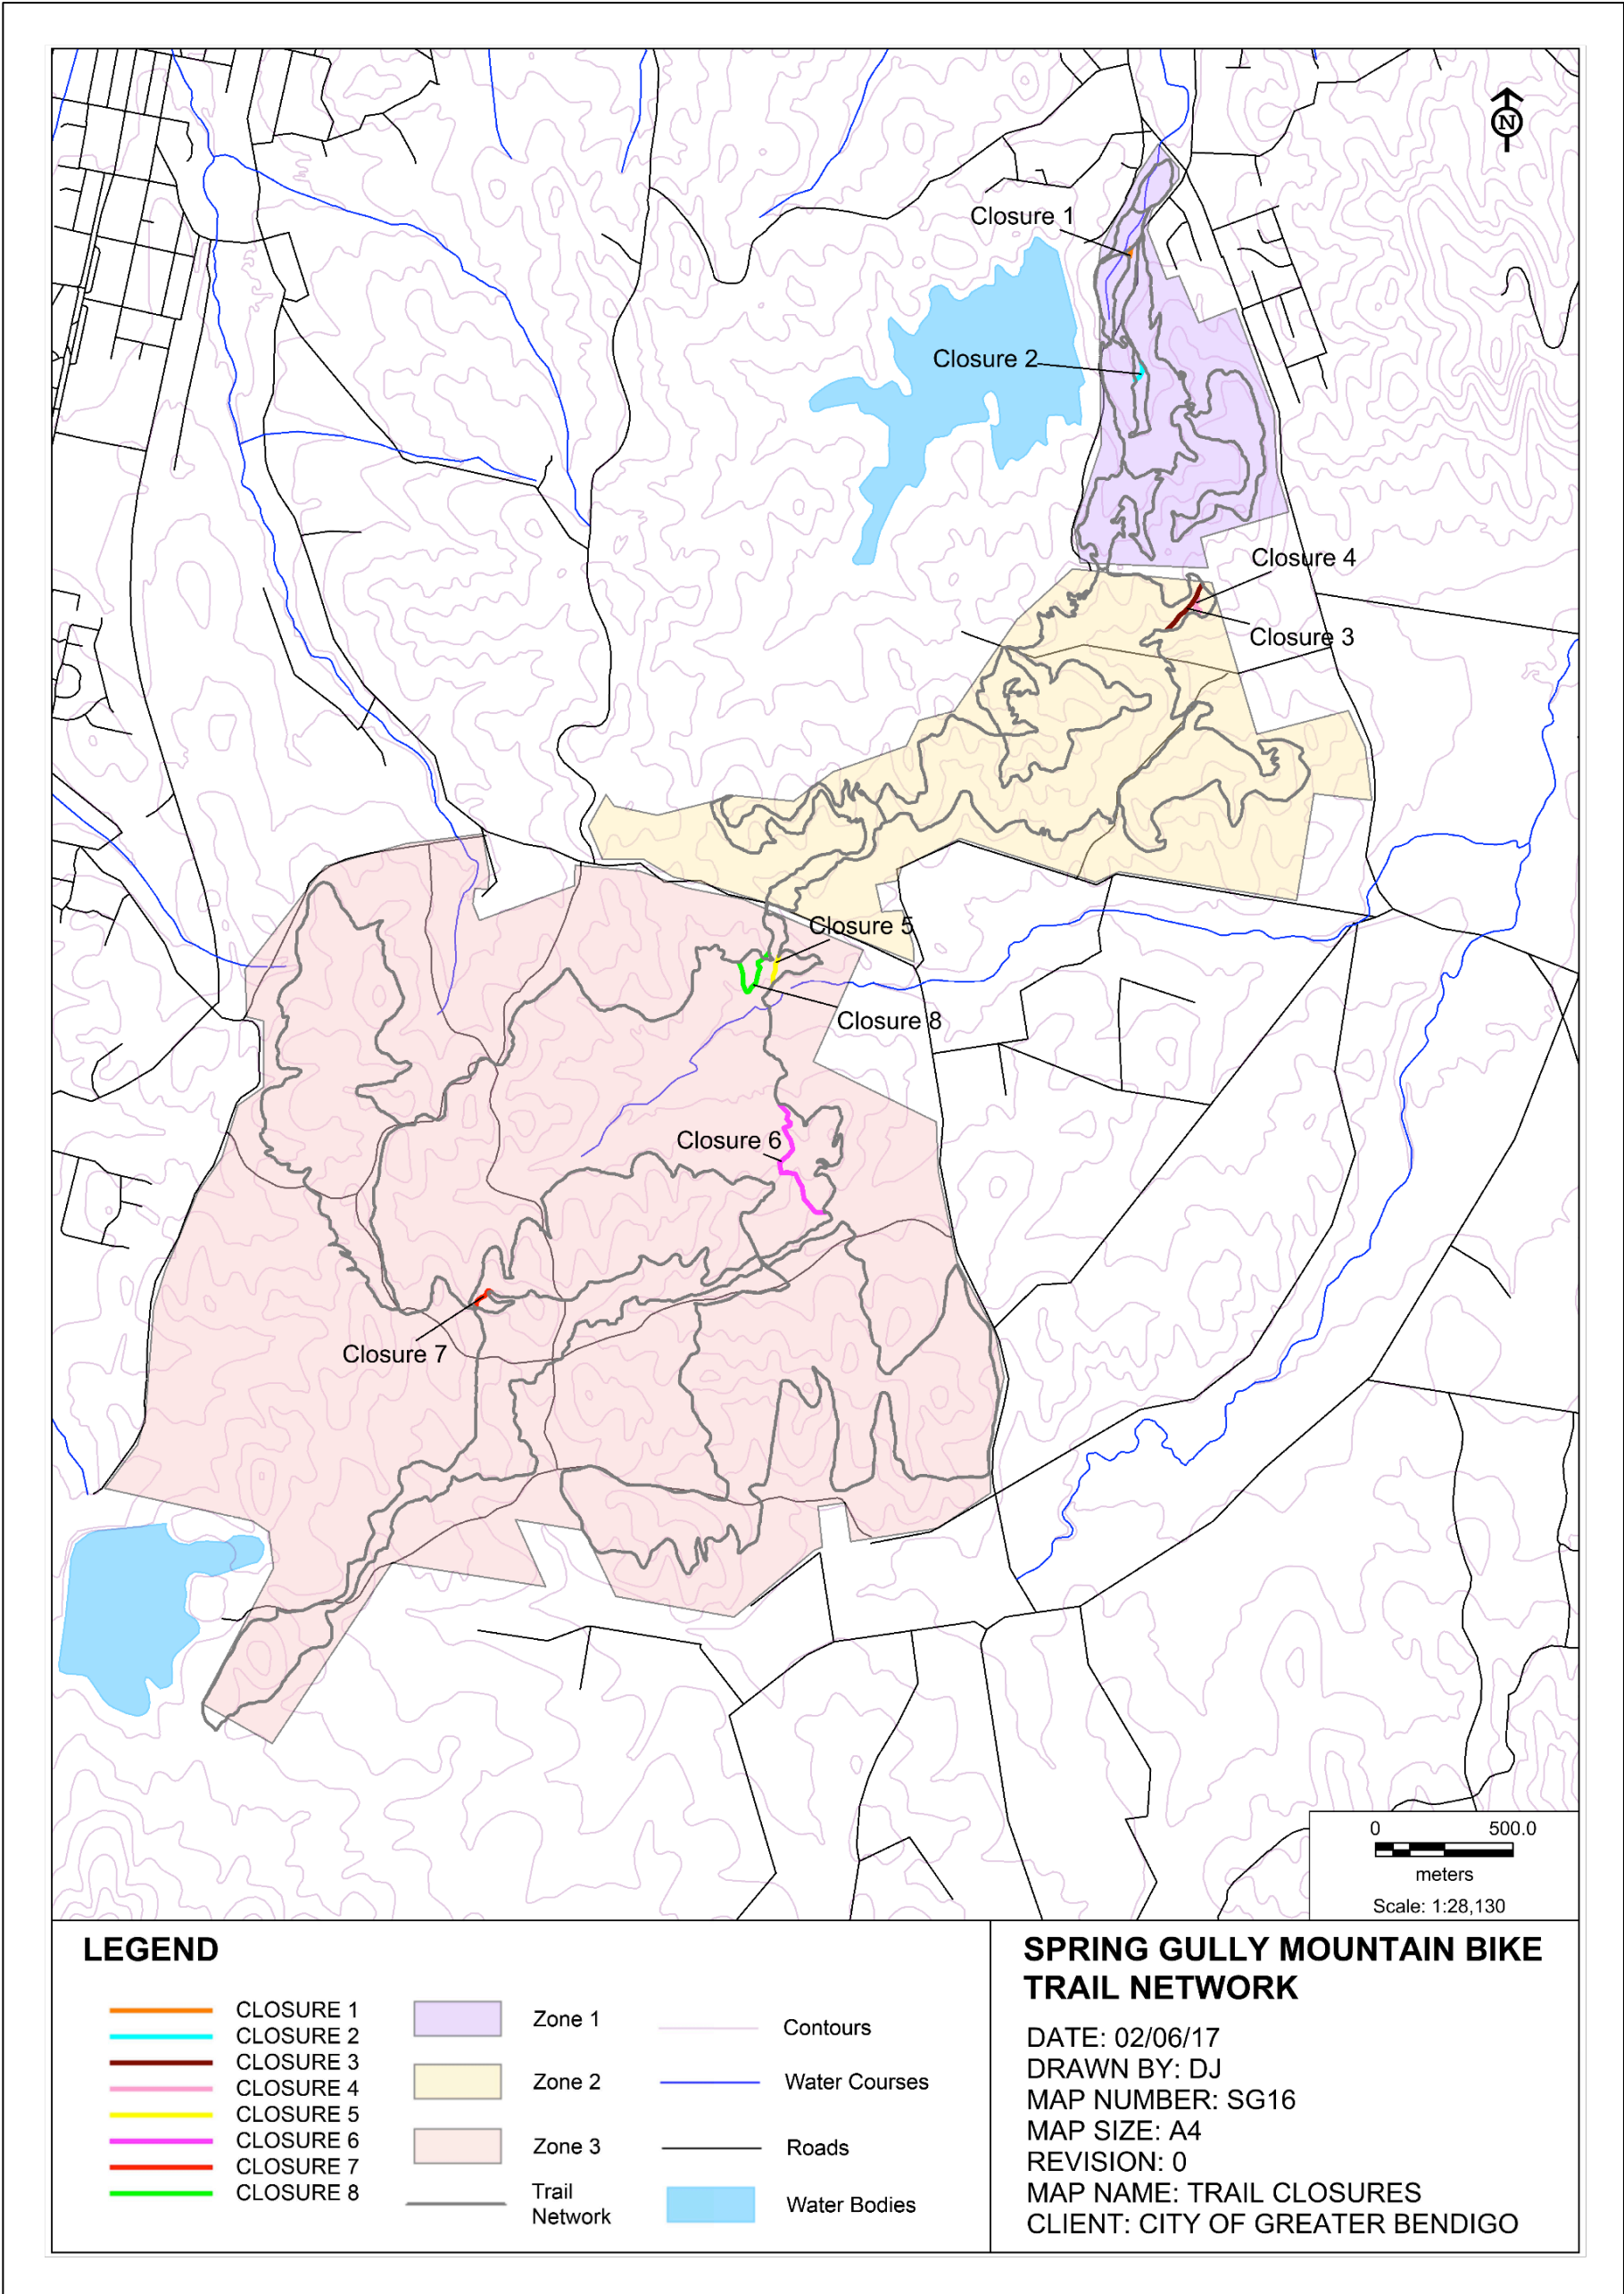 N
Closure 1
Closure 2
Closure 4
Closure 3
Closure 5
Closure 8
Closure 6
Closure 7
0 500.0
meters
Scale: 1:28,130
LEGEND
CLOSURE 1
CLOSURE 2
CLOSURE 3
CLOSURE 4
CLOSURE 5
CLOSURE 6
CLOSURE 7
CLOSURE 8
Zone 1
Zone 2
Zone 3
Trail
Network
Contours
Water Courses
Roads
Water Bodies
SPRING GULLY MOUNTAIN BIKE
TRAIL NETWORK
DATE: 02/06/17
DRAWN BY: DJ
MAP NUMBER: SG16
MAP SIZE: A4
REVISION: 0
MAP NAME: TRAIL CLOSURES
CLIENT: CITY OF GREATER BENDIGO